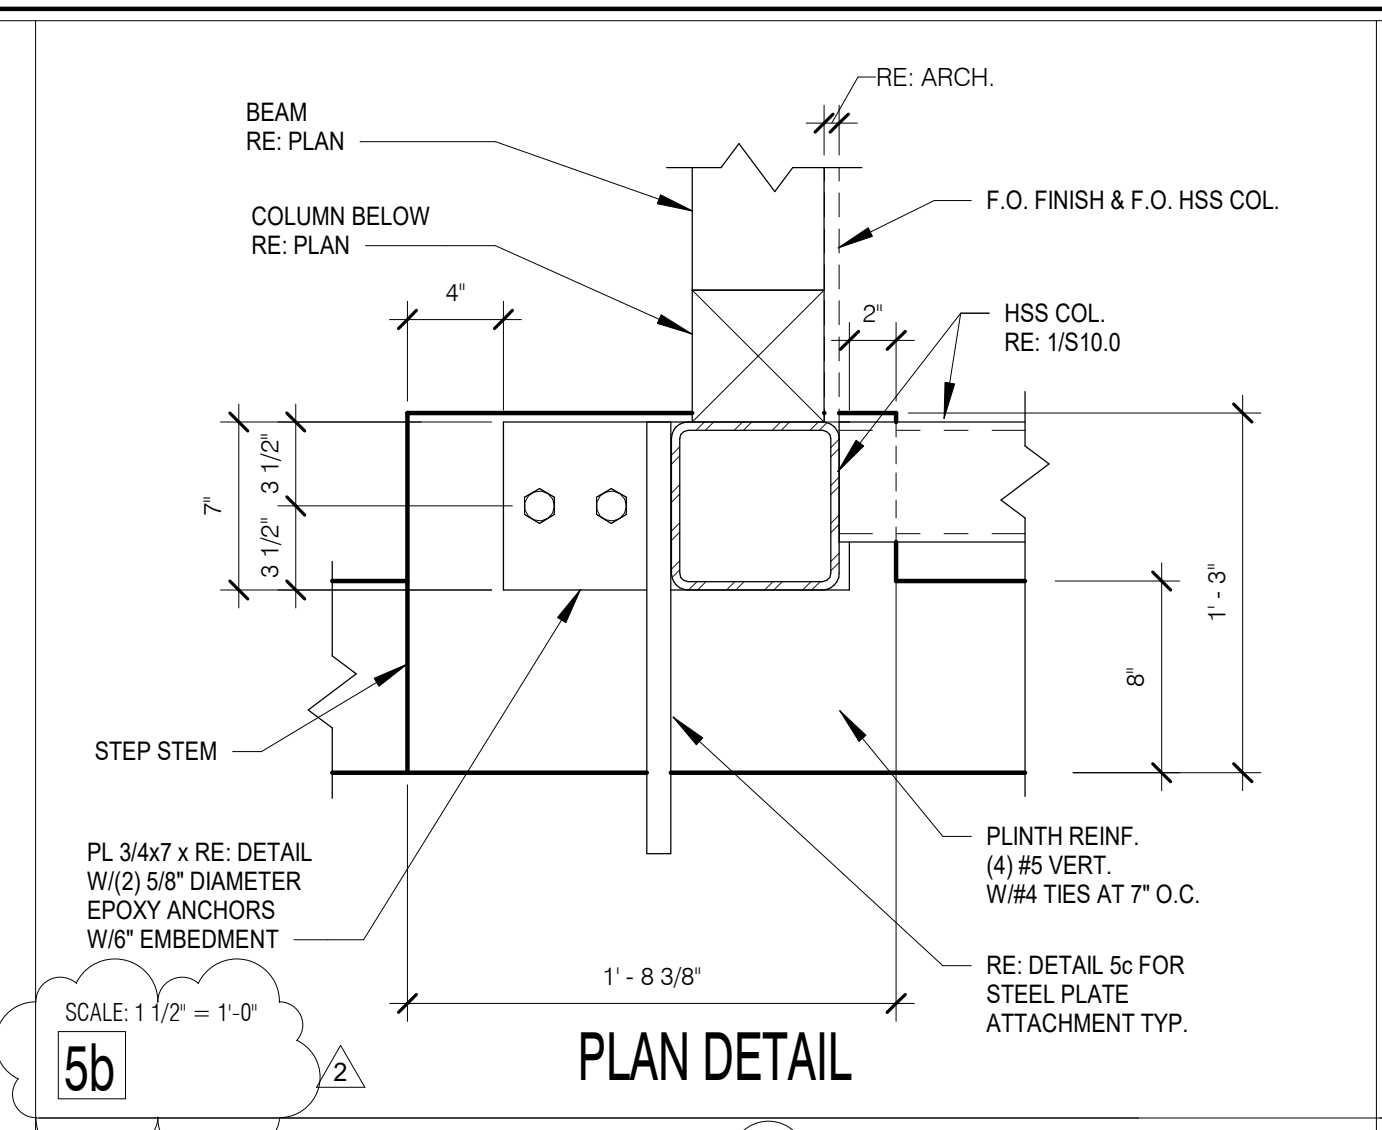 RE: ARCH.
BEAM
RE: PLAN
F.O. FINISH & F.O. HSS COL.
COLUMN BELOW
RE: PLAN
4"
2"
HSS COL.
RE: 1/S10.0
3 1/2"
7"
3 1/2"
1' - 3"
8"
STEP STEM
PL 3/4x7 x RE: DETAIL
W/(2) 5/8" DIAMETER
EPOXY ANCHORS
W/6" EMBEDMENT
PLINTH REINF.
(4) #5 VERT.
W/#4 TIES AT 7" O.C.
RE: DETAIL 5c FOR
STEEL PLATE
ATTACHMENT TYP.
1' - 8 3/8"
SCALE: 1 1/2" = 1'-0"
5b
2
PLAN DETAIL